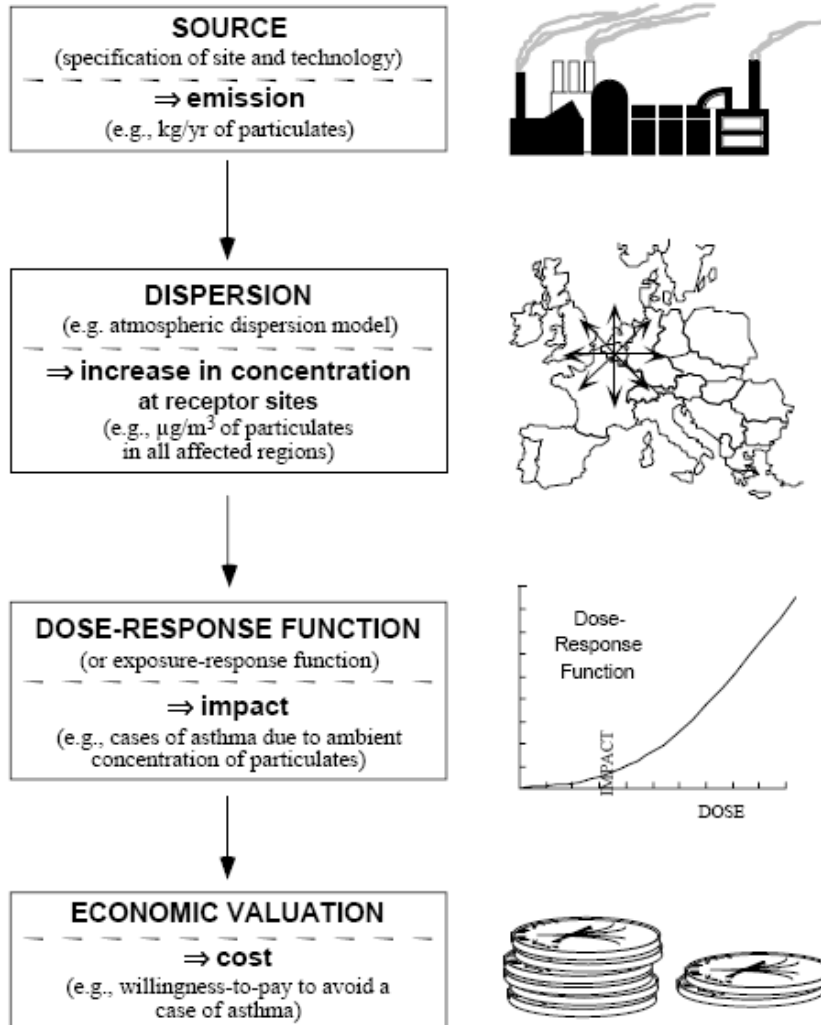 SOURCE
(specification of site and technology)
⇒ emission
(e.g., kg/yr of particulates)
DISPERSION
(e.g. atmospheric dispersion model)
⇒ increase in concentration
at receptor sites
(e.g., µg/m³ of particulates
in all affected regions)
DOSE-RESPONSE FUNCTION
(or exposure-response function)
⇒ impact
(e.g., cases of asthma due to ambient
concentration of particulates)
Dose-
Response
Function
IMPACT
DOSE
ECONOMIC VALUATION
⇒ cost
(e.g., willingness-to-pay to avoid a
case of asthma)